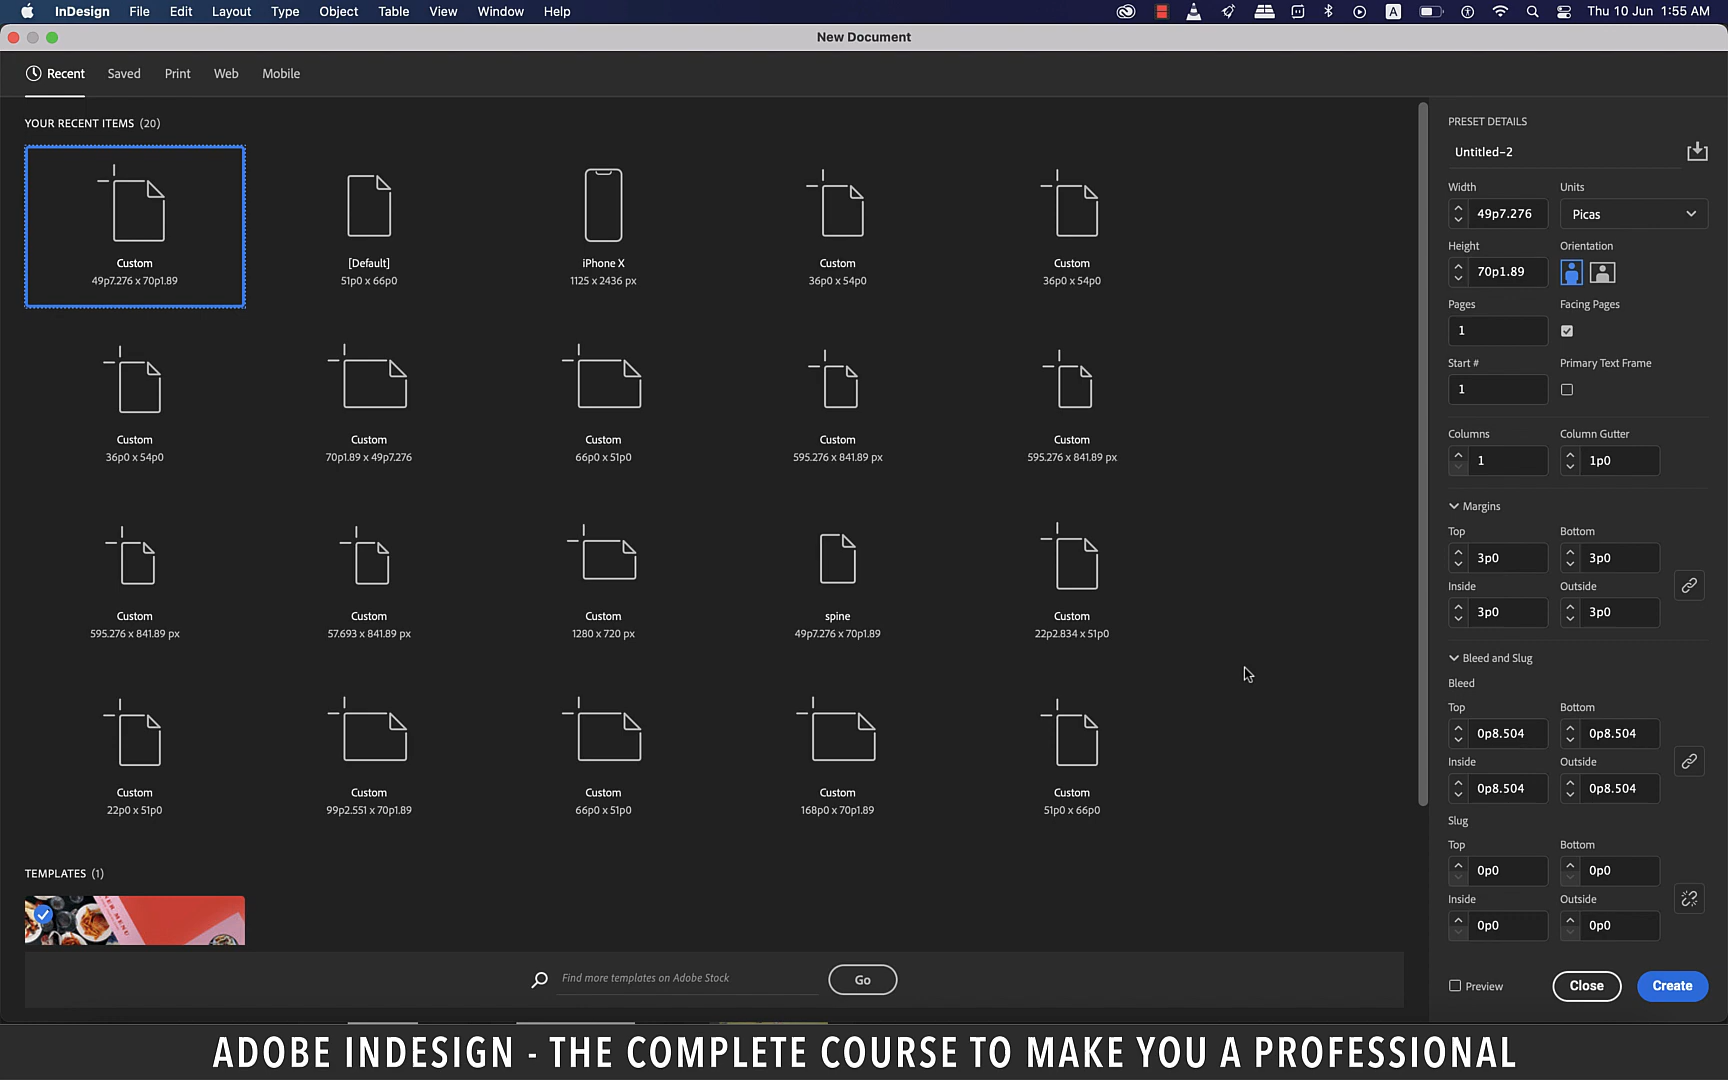 InDesign File Edit Layout Type Object Table View Window Help A Thu 10 Jun 1:55 AM
New Document
Recent Saved Print Web Mobile
YOUR RECENT ITEMS (20)
Custom
49p7.276 x 70p1.89
[Default]
51p0 x 66p0
iPhone X
1125 x 2436 px
Custom
36p0 x 54p0
Custom
36p0 x 54p0
Custom
36p0 x 54p0
Custom
70p1.89 x 49p7.276
Custom
66p0 x 51p0
Custom
595.276 x 841.89 px
Custom
595.276 x 841.89 px
Custom
595.276 x 841.89 px
Custom
57.693 x 841.89 px
Custom
1280 x 720 px
spine
49p7.276 x 70p1.89
Custom
22p2.834 x 51p0
Custom
22p0 x 51p0
Custom
99p2.551 x 70p1.89
Custom
66p0 x 51p0
Custom
168p0 x 70p1.89
Custom
51p0 x 66p0
TEMPLATES (1)
MENU
Find more templates on Adobe Stock Go
PRESET DETAILS
Untitled-2
Width Units
49p7.276 Picas
Height Orientation
70p1.89
Pages Facing Pages
1
Start # Primary Text Frame
1
Columns Column Gutter
1 1p0
Margins
Top Bottom
3p0 3p0
Inside Outside
3p0 3p0
Bleed and Slug
Bleed
Top Bottom
0p8.504 0p8.504
Inside Outside
0p8.504 0p8.504
Slug
Top Bottom
0p0 0p0
Inside Outside
0p0 0p0
Preview Close Create
ADOBE INDESIGN - THE COMPLETE COURSE TO MAKE YOU A PROFESSIONAL